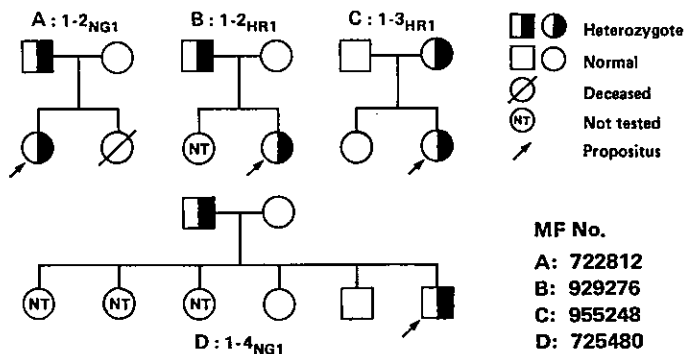 A : 1-2NG1
B : 1-2HR1
C : 1-3HR1
Heterozygote
Normal
Deceased
NT Not tested
Propositus
NT
NT NT NT
D : 1-4NG1
MF No.
A: 722812
B: 929276
C: 955248
D: 725480